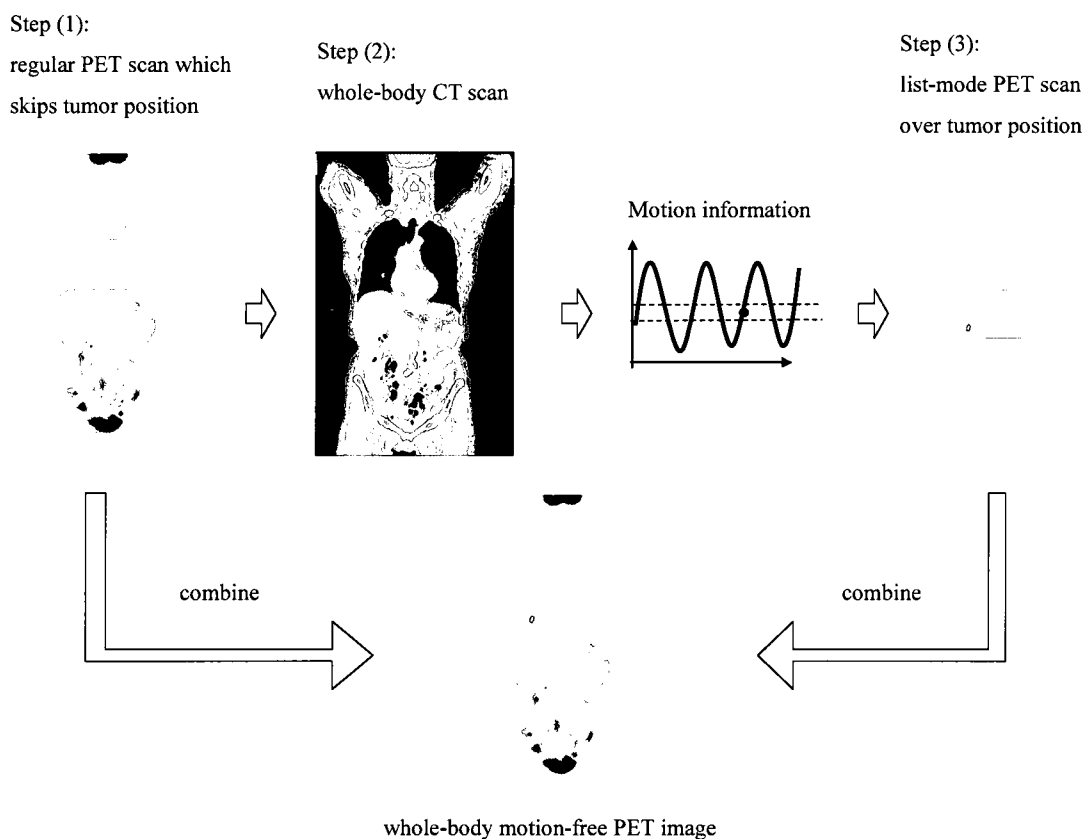 Step (1):
regular PET scan which
skips tumor position
Step (2):
whole-body CT scan
Motion information
Step (3):
list-mode PET scan
over tumor position
combine
combine
whole-body motion-free PET image